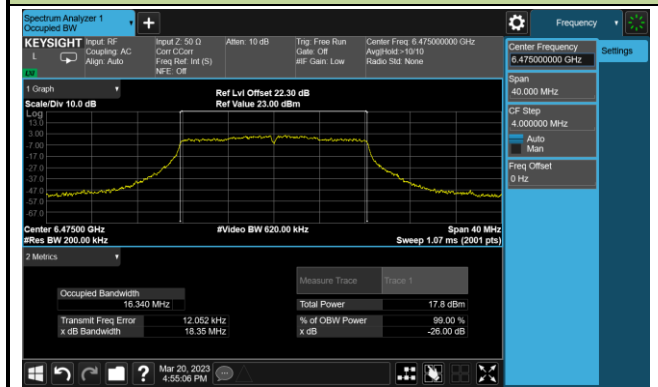 Spectrum Analyzer 1
Occupied BW
+
Frequency
KEYSIGHT
L
Input: RF
Coupling: AC
Align: Auto
Input Z: 50 Ω
Corr CCorr
Freq Ref: Int (S)
NFE: Off
Atten: 10 dB
Trig: Free Run
Gate: Off
#IF Gain: Low
Center Freq: 6.475000000 GHz
Avg|Hold:>10/10
Radio Std: None
Center Frequency
6.475000000 GHz
Settings
Span
40.000 MHz
CF Step
4.000000 MHz
Auto
Man
Freq Offset
0 Hz
1 Graph
Scale/Div 10.0 dB
Ref Lvl Offset 22.30 dB
Ref Value 23.00 dBm
Log
13.0
3.00
-7.00
-17.0
-27.0
-37.0
-47.0
-57.0
-67.0
Center 6.47500 GHz
#Video BW 620.00 kHz
Span 40 MHz
#Res BW 200.00 kHz
Sweep 1.07 ms (2001 pts)
2 Metrics
Measure Trace
Trace 1
Occupied Bandwidth
16.340 MHz
Total Power
17.8 dBm
Transmit Freq Error
12.052 kHz
% of OBW Power
99.00 %
x dB Bandwidth
18.35 MHz
x dB
-26.00 dB
?
Mar 20, 2023
4:55:06 PM